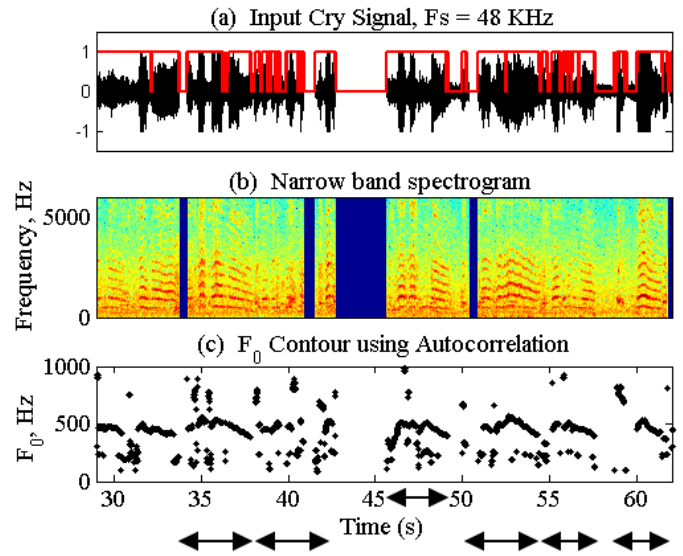 (a) Input Cry Signal, Fs = 48 KHz
1
0
-1
(b) Narrow band spectrogram
Frequency, Hz
5000
0
(c) F0 Contour using Autocorrelation
F0, Hz
1000
500
0
30 35 40 45 50 55 60
Time (s)